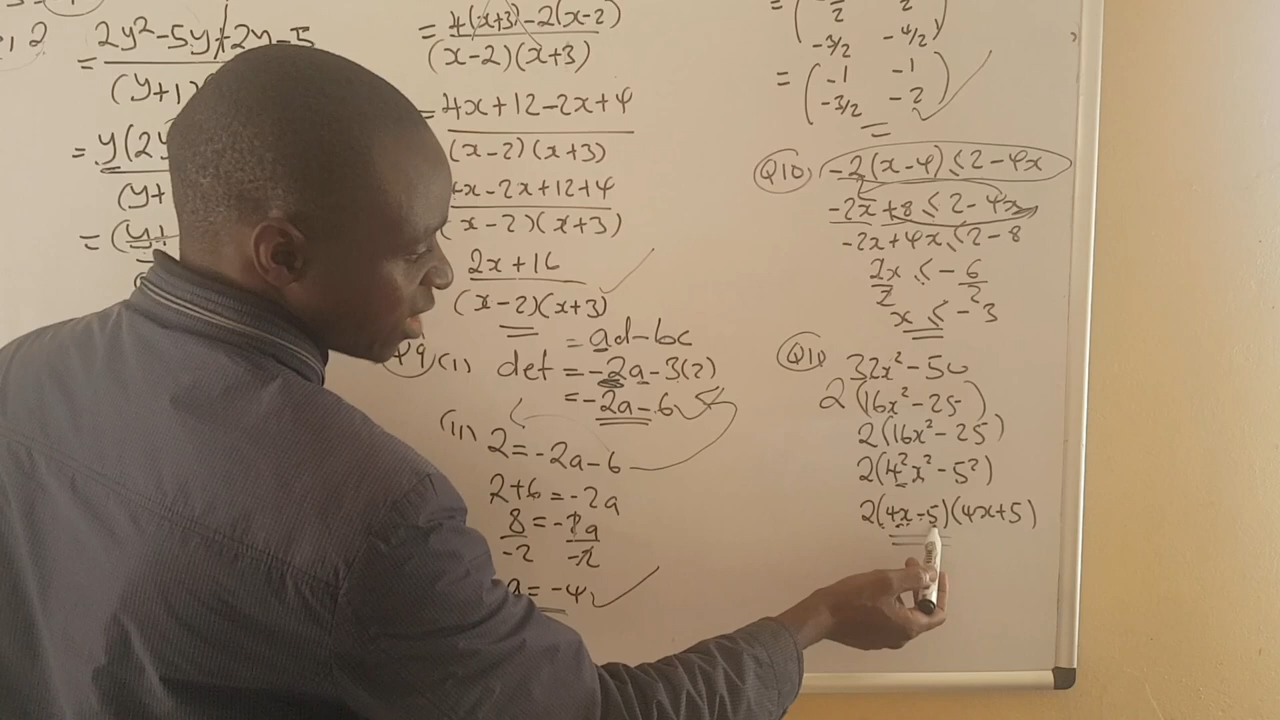 2y²-5y+2y-5
= (y+1)
= y(2y
(y+
= (y+
= 4(x+3)-2(x-2)
(x-2)(x+3)
= 4x+12-2x+4
(x-2)(x+3)
4x-2x+12+4
(x-2)(x+3)
2x+16
(x-2)(x+3)
Q9 (i) det = ad-bc
= -2a-3(2)
= -2a-6
(ii) 2=-2a-6
2+6=-2a
8=-2a
-2 -2
a=-4
2 2
-3/2 -4/2
= (-1 -1
-3/2 -2)
Q10) -2(x-4)≤2-4x
-2x+8≤2-4x
-2x+4x≤2-8
2x≤-6
2 2
x≤-3
Q11 32x²-50
2(16x²-25)
2(16x²-25)
2(4²x²-5²)
2(4x-5)(4x+5)